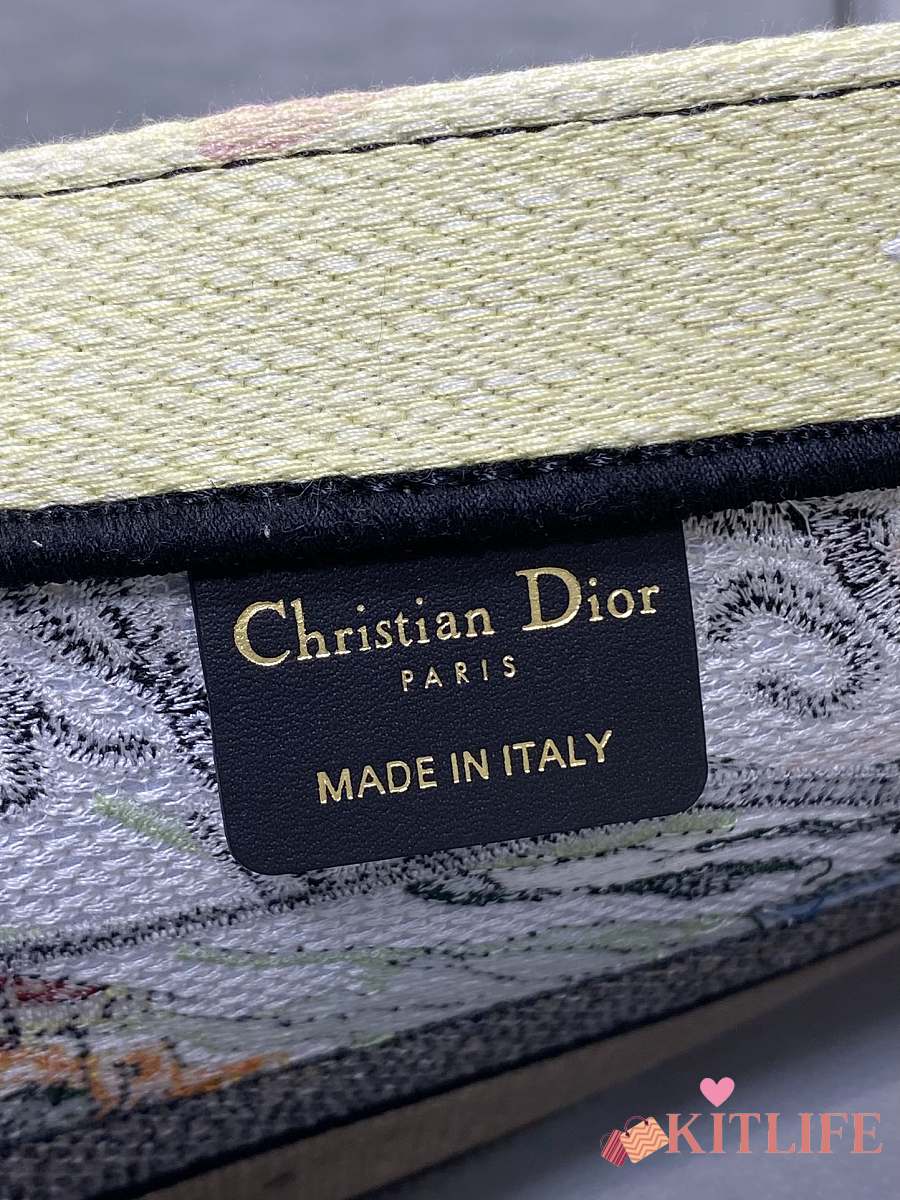 Christian Dior
PARIS
MADE IN ITALY
KITLIFE